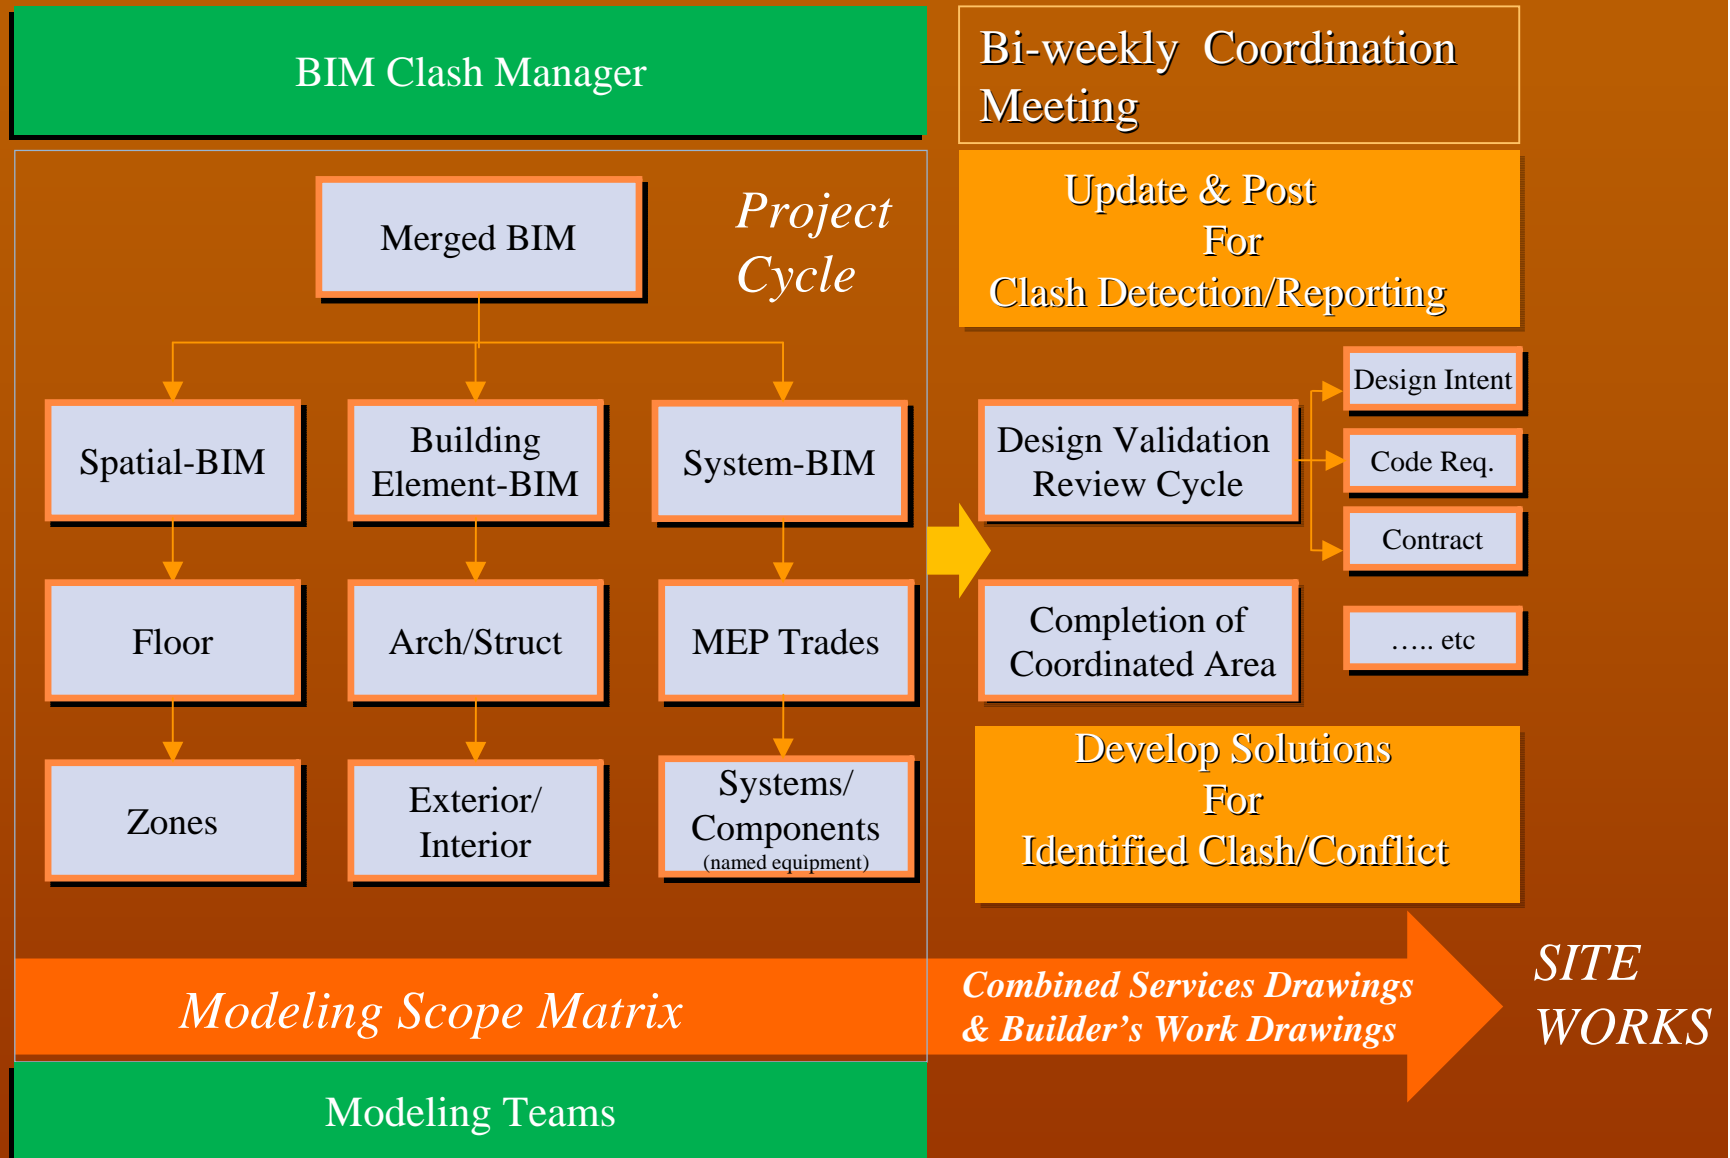 BIM Clash Manager
Bi-weekly Coordination
Meeting
Project
Cycle
Merged BIM
Spatial-BIM
Building
Element-BIM
System-BIM
Floor
Arch/Struct
MEP Trades
Zones
Exterior/
Interior
Systems/
Components
(named equipment)
Update & Post
For
Clash Detection/Reporting
Design Validation
Review Cycle
Design Intent
Code Req.
Contract
Completion of
Coordinated Area
..... etc
Develop Solutions
For
Identified Clash/Conflict
Modeling Scope Matrix
Combined Services Drawings
& Builder’s Work Drawings
SITE
WORKS
Modeling Teams